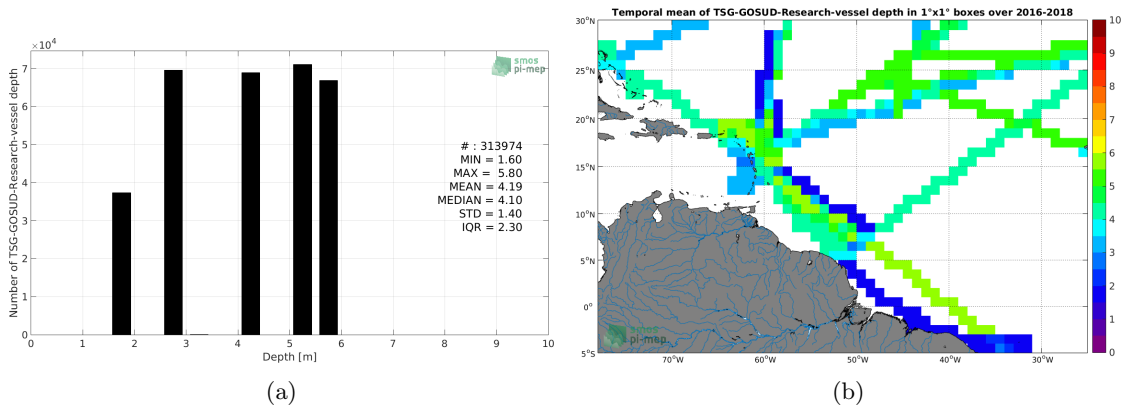 ×10⁴
7
6
5
4
3
2
1
0
Number of TSG-GOSUD-Research-vessel depth
0 1 2 3 4 5 6 7 8 9 10
Depth [m]
smos
pi-mep
# : 313974
MIN = 1.60
MAX = 5.80
MEAN = 4.19
MEDIAN = 4.10
STD = 1.40
IQR = 2.30
(a)
Temporal mean of TSG-GOSUD-Research-vessel depth in 1°x1° boxes over 2016-2018
30°N
25°N
20°N
15°N
10°N
5°N
0°
5°S
70°W 60°W 50°W 40°W 30°W
smos
pi-mep
10
9
8
7
6
5
4
3
2
1
0
(b)